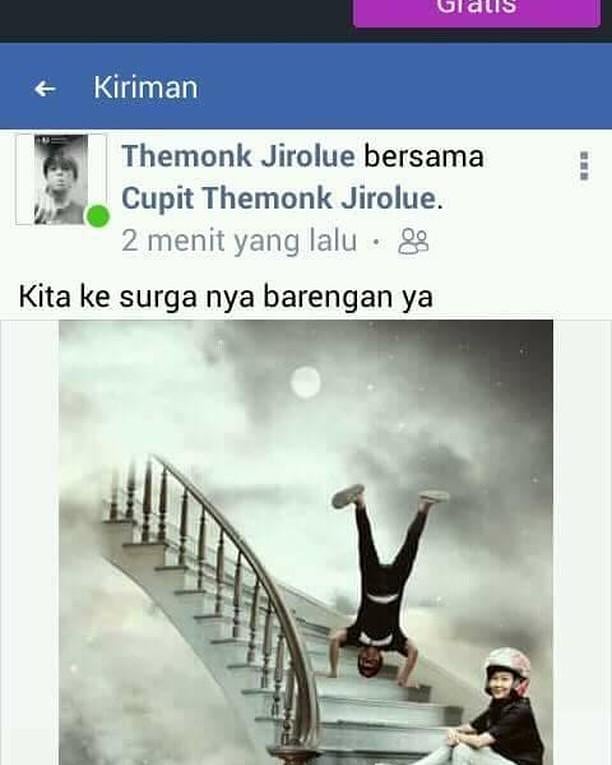 Gratis
Kiriman
Themonk Jirolue bersama
Cupit Themonk Jirolue.
2 menit yang lalu ·
Kita ke surga nya barengan ya